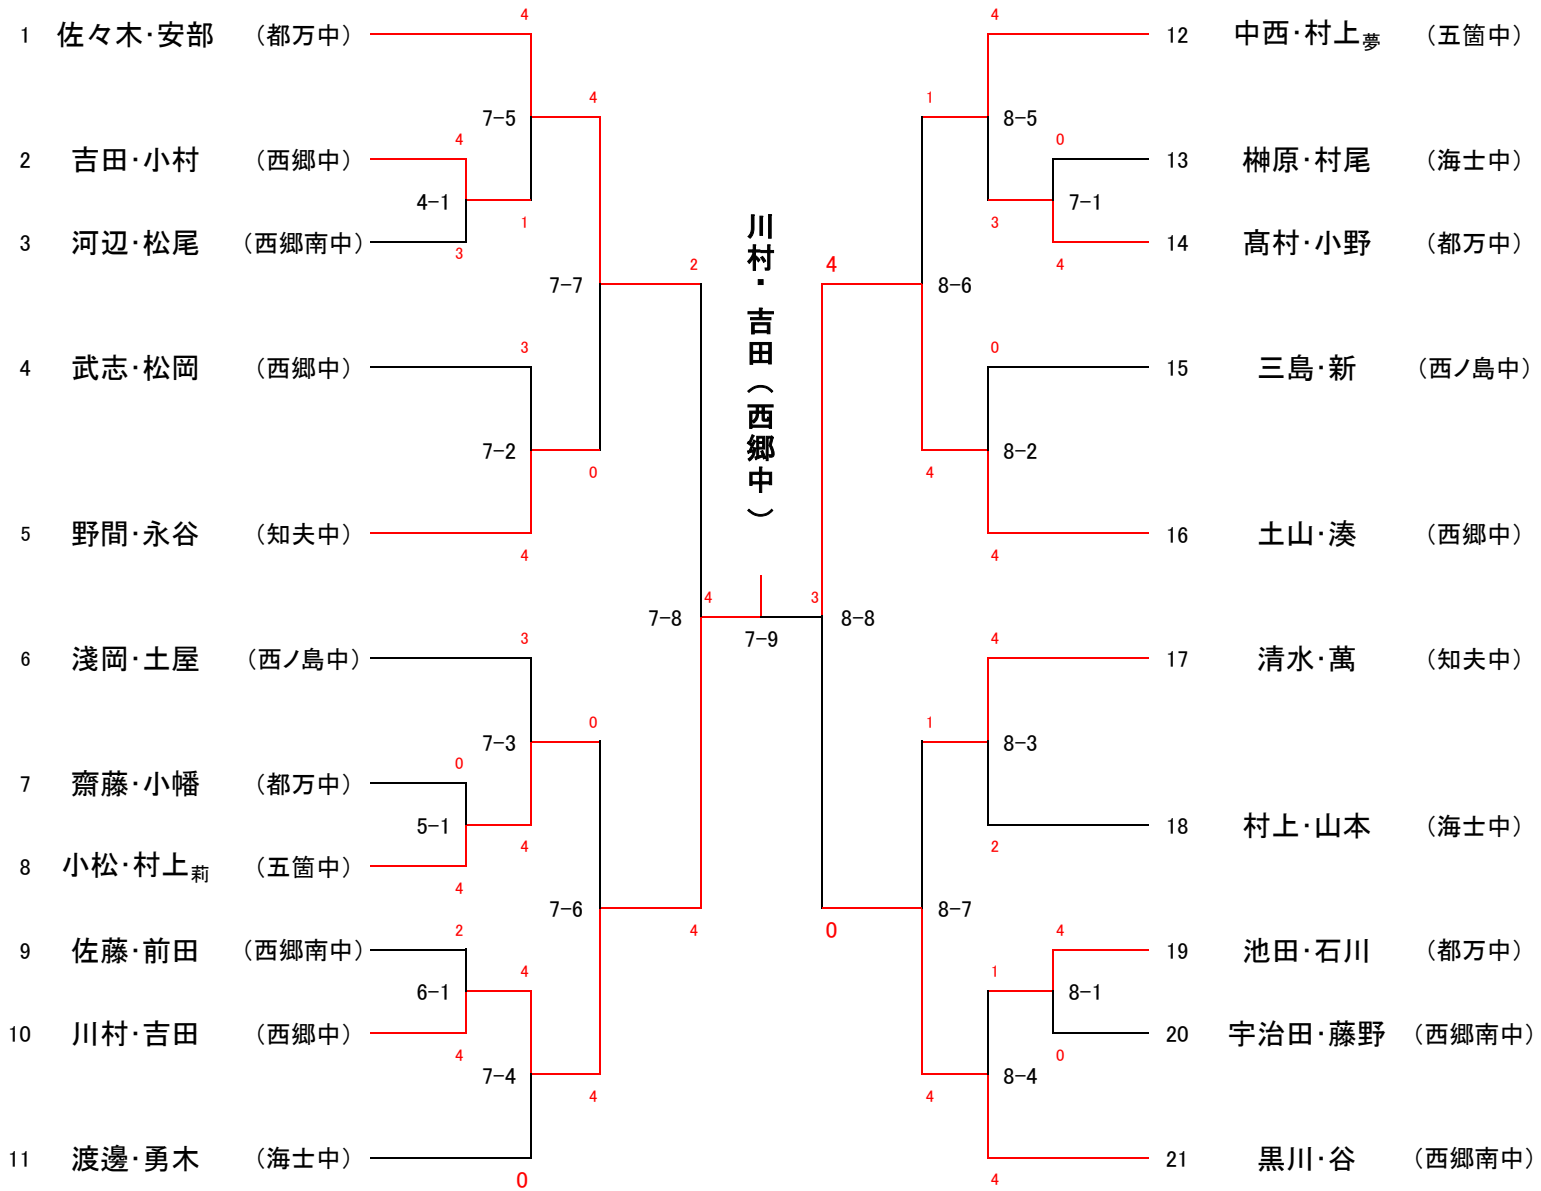 4
1 佐々木・安部 (都万中)
4
7-5
4
2 吉田・小村 (西郷中)
4-1
1
3 河辺・松尾 (西郷南中)
3
7-7
2
4 武志・松岡 (西郷中)
3
7-2
0
5 野間・永谷 (知夫中)
4
7-8
4
6 淺岡・土屋 (西ノ島中)
3
0
7-3
7 齋藤・小幡 (都万中)
0
5-1
4
8 小松・村上莉 (五箇中)
4
7-6
4
9 佐藤・前田 (西郷南中)
2
4
6-1
10 川村・吉田 (西郷中)
4
7-4
4
11 渡邊・勇木 (海士中)
0
川村・吉田(西郷中)
7-9
4
12 中西・村上夢 (五箇中)
1
8-5
0
13 榊原・村尾 (海士中)
7-1
3
14 髙村・小野 (都万中)
4
4
8-6
0
15 三島・新 (西ノ島中)
8-2
4
16 土山・湊 (西郷中)
4
3
8-8
4
17 清水・萬 (知夫中)
1
8-3
18 村上・山本 (海士中)
2
0
8-7
4
19 池田・石川 (都万中)
1
8-1
20 宇治田・藤野 (西郷南中)
0
8-4
4
21 黒川・谷 (西郷南中)
4